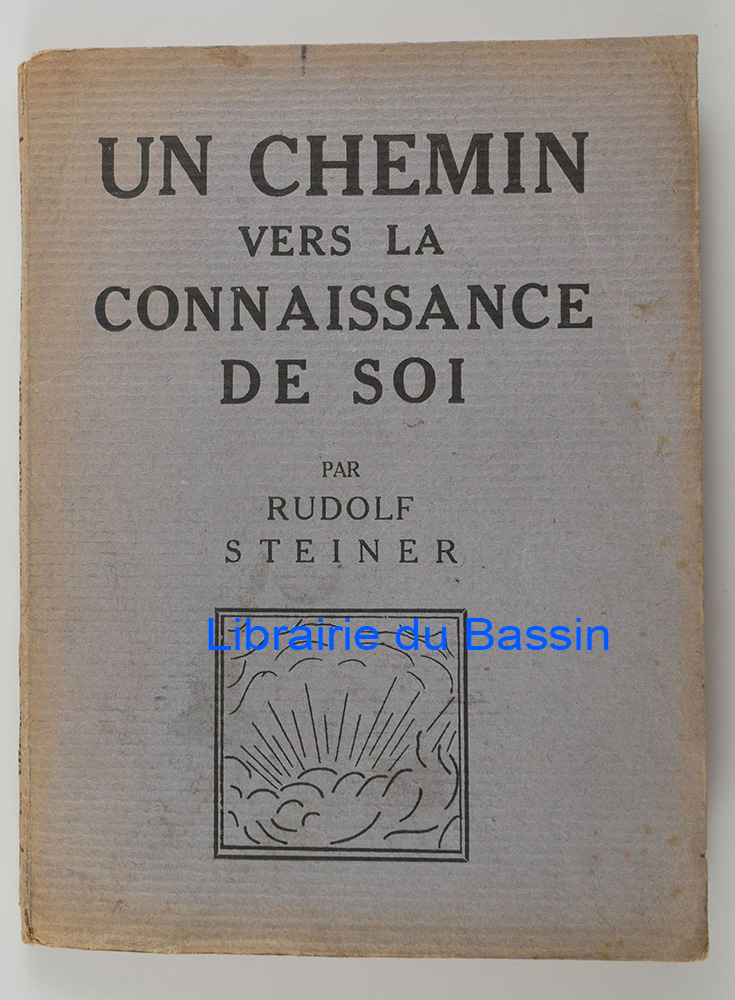 UN CHEMIN
VERS LA
CONNAISSANCE
DE SOI
PAR
RUDOLF
STEINER
Librairie du Bassin